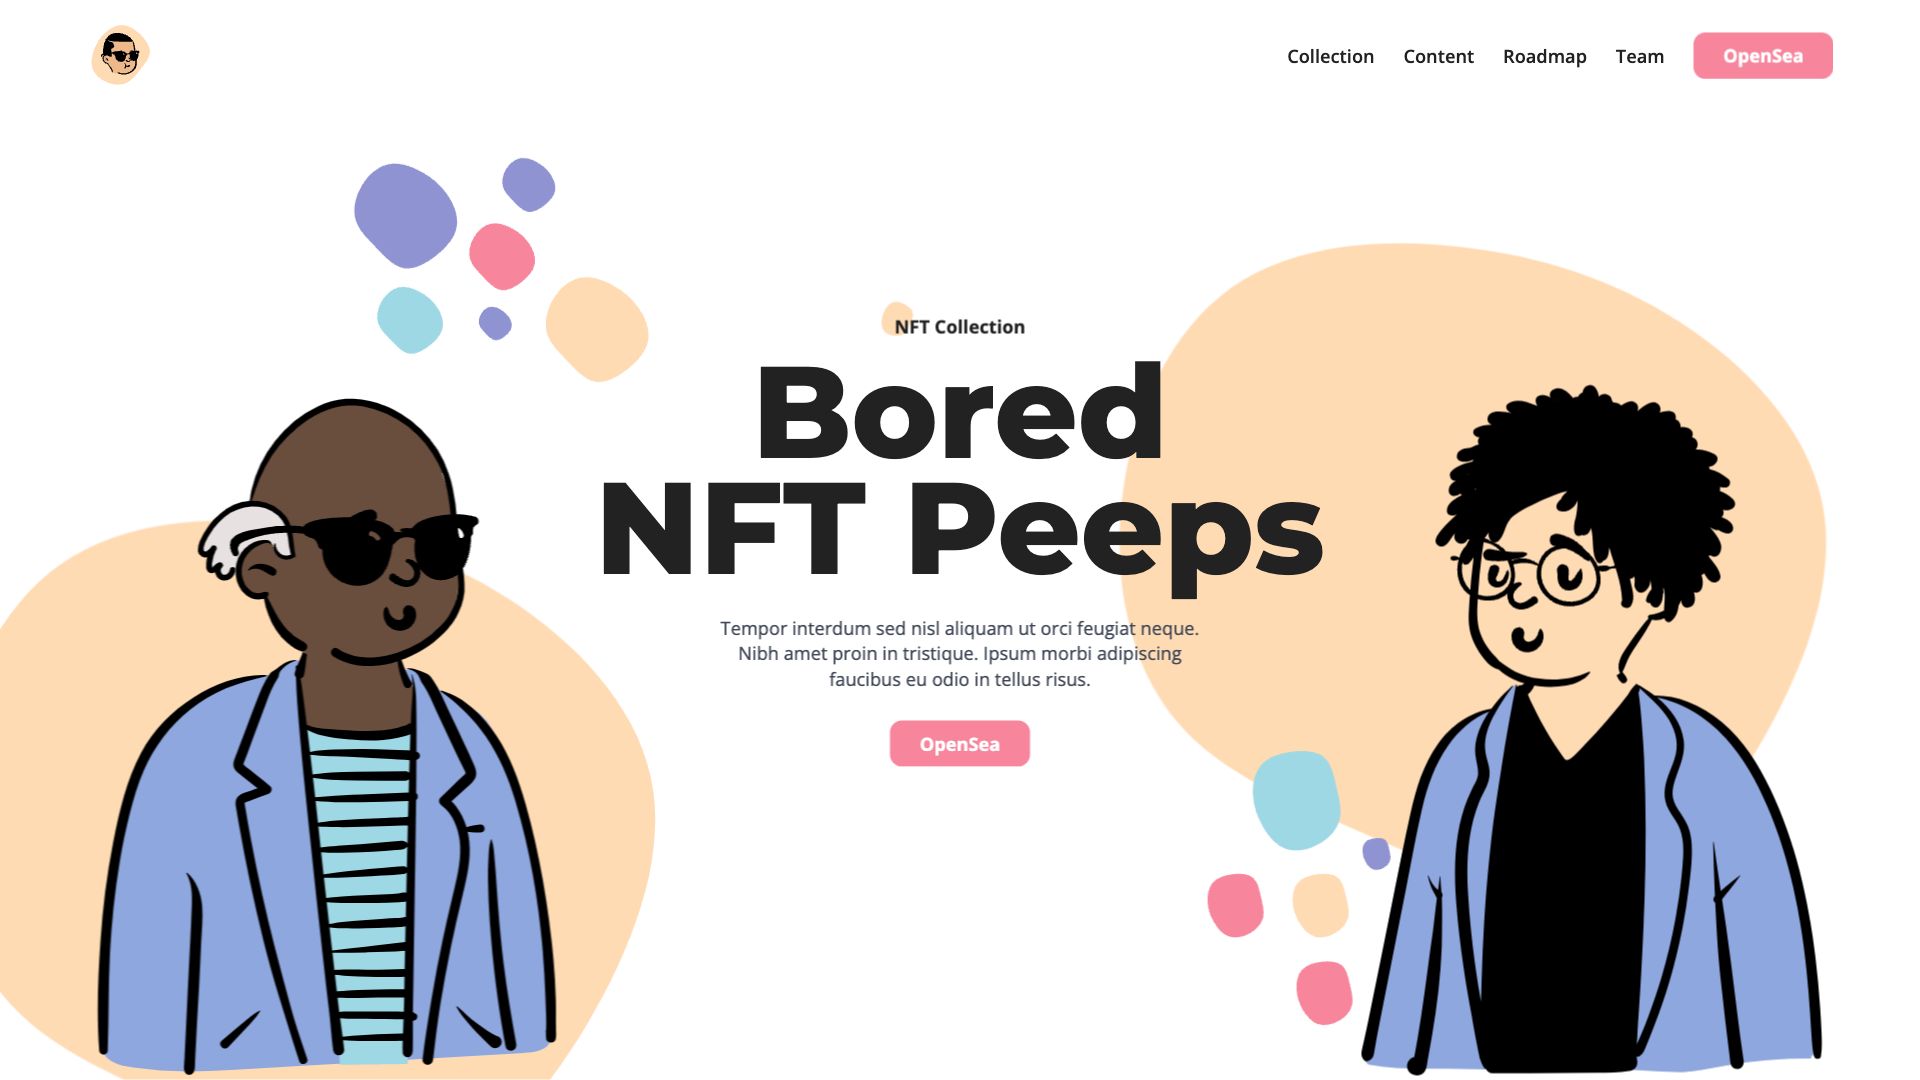 Collection Content Roadmap Team OpenSea
NFT Collection
Bored
NFT Peeps
Tempor interdum sed nisl aliquam ut orci feugiat neque.
Nibh amet proin in tristique. Ipsum morbi adipiscing
faucibus eu odio in tellus risus.
OpenSea